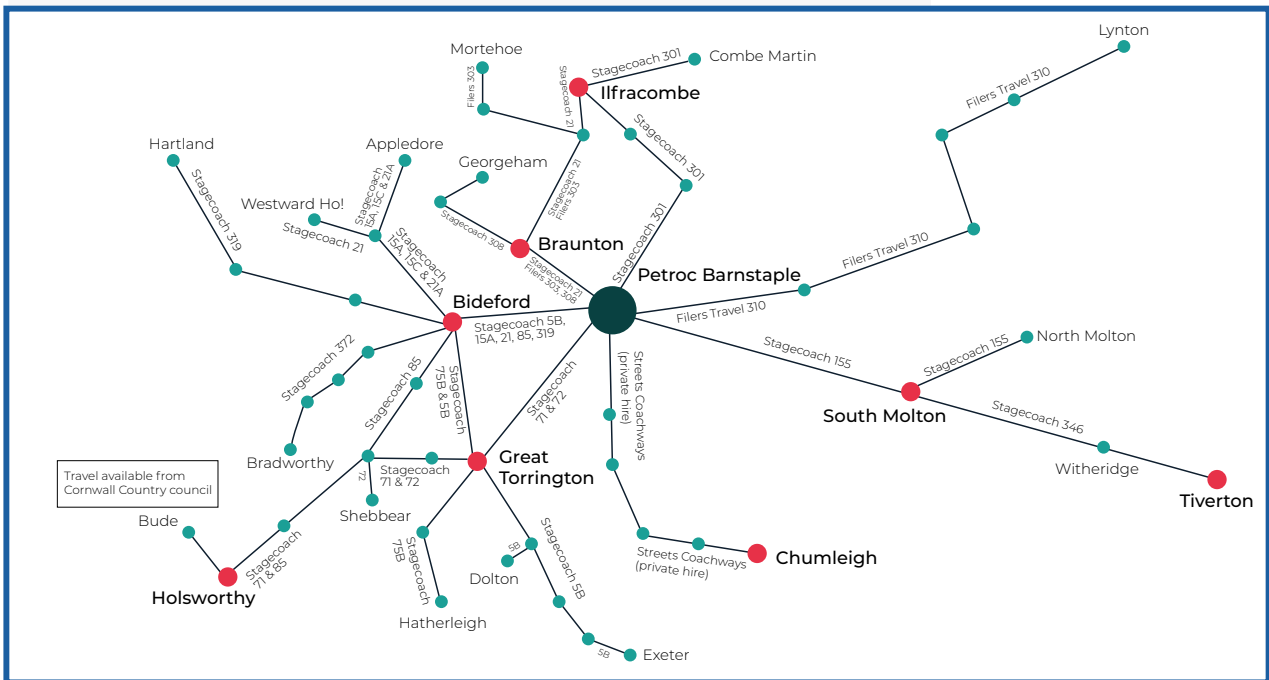 Lynton
Mortehoe
Stagecoach 301
Combe Martin
Filers 303
Stagecoach 21
Ilfracombe
Filers Travel 310
Hartland
Appledore
Georgeham
Stagecoach 301
Stagecoach
15A, 15C & 21A
Stagecoach 21
Filers 303
Westward Ho!
Stagecoach 319
Stagecoach 21
Stagecoach 308
Braunton
Stagecoach 301
Stagecoach
15A, 15C & 21A
Stagecoach 21
Filers 303, 308
Petroc Barnstaple
Filers Travel 310
Bideford
Filers Travel 310
Stagecoach 5B,
15A, 21, 85, 319
Stagecoach 372
Stagecoach 85
Stagecoach
75B & 5B
Stagecoach
71 & 72
Streets Coachways
(private hire)
Stagecoach 155
Stagecoach 155
North Molton
South Molton
Stagecoach 346
Bradworthy
Great
Torrington
Witheridge
Tiverton
Travel available from
Cornwall Country council
72
Stagecoach
71 & 72
Shebbear
Bude
Stagecoach
71 & 85
Holsworthy
Stagecoach
75B
Hatherleigh
5B
Dolton
Stagecoach 5B
5B
Exeter
Streets Coachways
(private hire)
Chumleigh